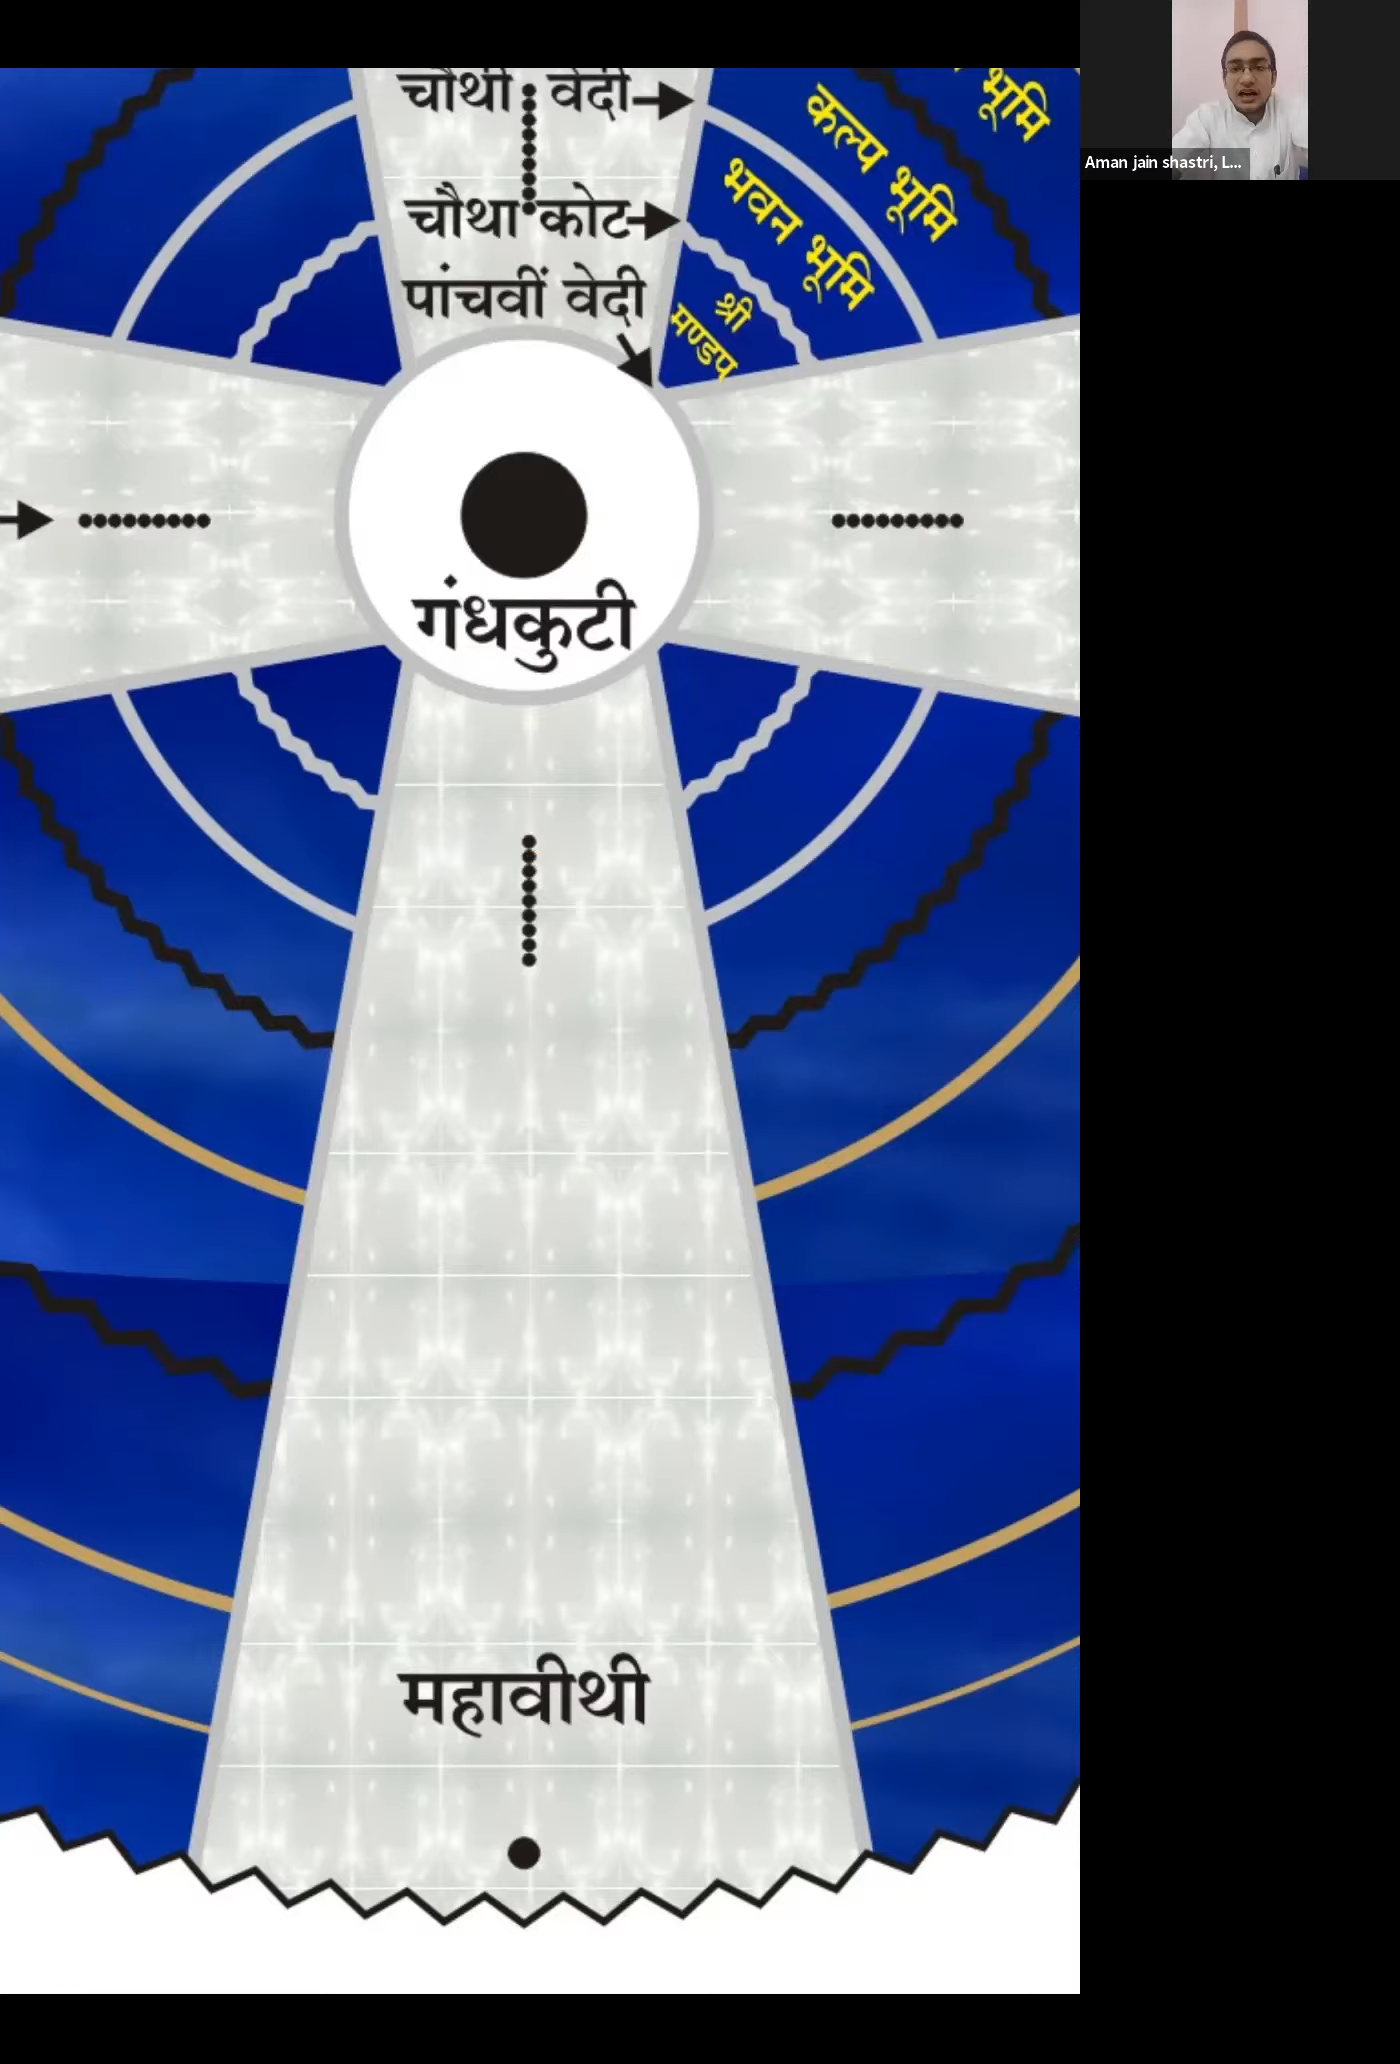 चौथी वेदी
चौथा कोट
पांचवीं वेदी
भूमि
कल्प भूमि
भवन भूमि
श्री
मण्डप
गंधकुटी
महावीथी
Aman jain shastri, L...